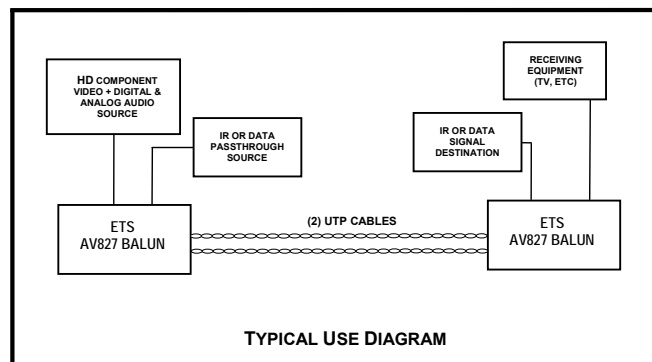 HD COMPONENT
VIDEO + DIGITAL &
ANALOG AUDIO
SOURCE
IR OR DATA
PASSTHROUGH
SOURCE
RECEIVING
EQUIPMENT
(TV, ETC)
IR OR DATA
SIGNAL
DESTINATION
ETS
AV827 BALUN
(2) UTP CABLES
ETS
AV827 BALUN
TYPICAL USE DIAGRAM